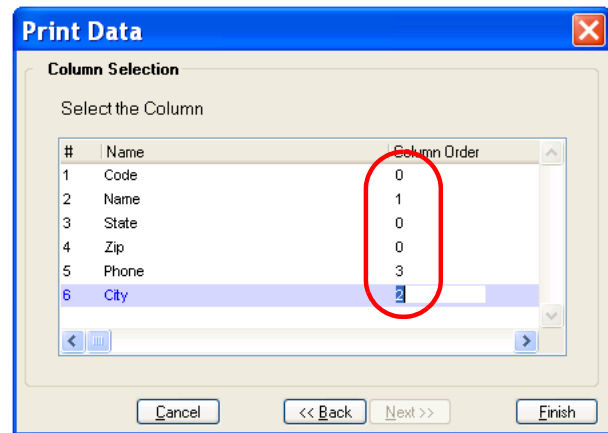 Print Data
Column Selection
Select the Column
# Name Column Order
1 Code 0
2 Name 1
3 State 0
4 Zip 0
5 Phone 3
6 City 2
Cancel << Back Next >> Finish